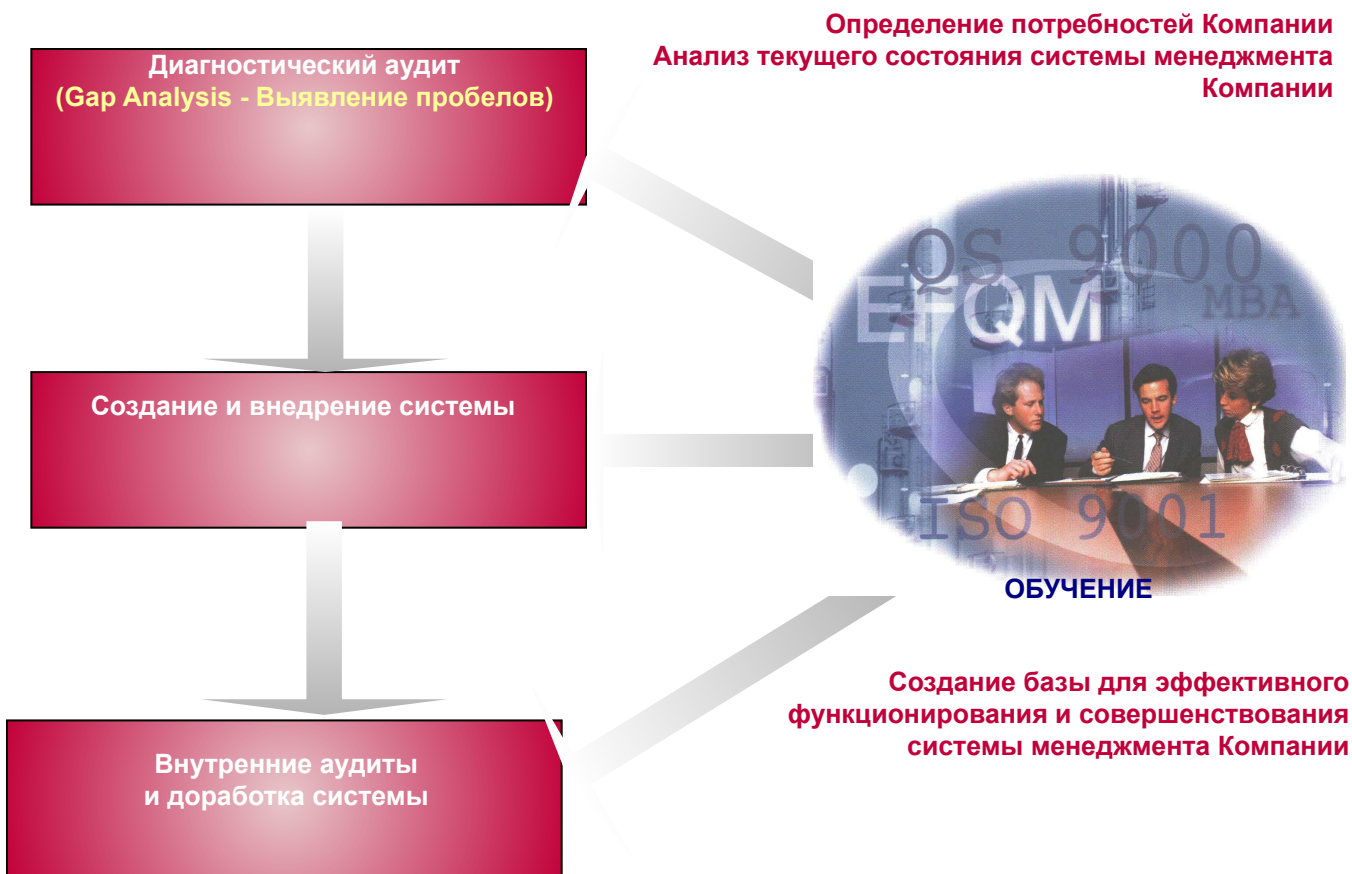 Определение потребностей Компании
Анализ текущего состояния системы менеджмента
Компании
Диагностический аудит
(Gap Analysis - Выявление пробелов)
QS 9000
MBA
EFQM
Создание и внедрение системы
ISO 9001
ОБУЧЕНИЕ
Создание базы для эффективного
функционирования и совершенствования
системы менеджмента Компании
Внутренние аудиты
и доработка системы